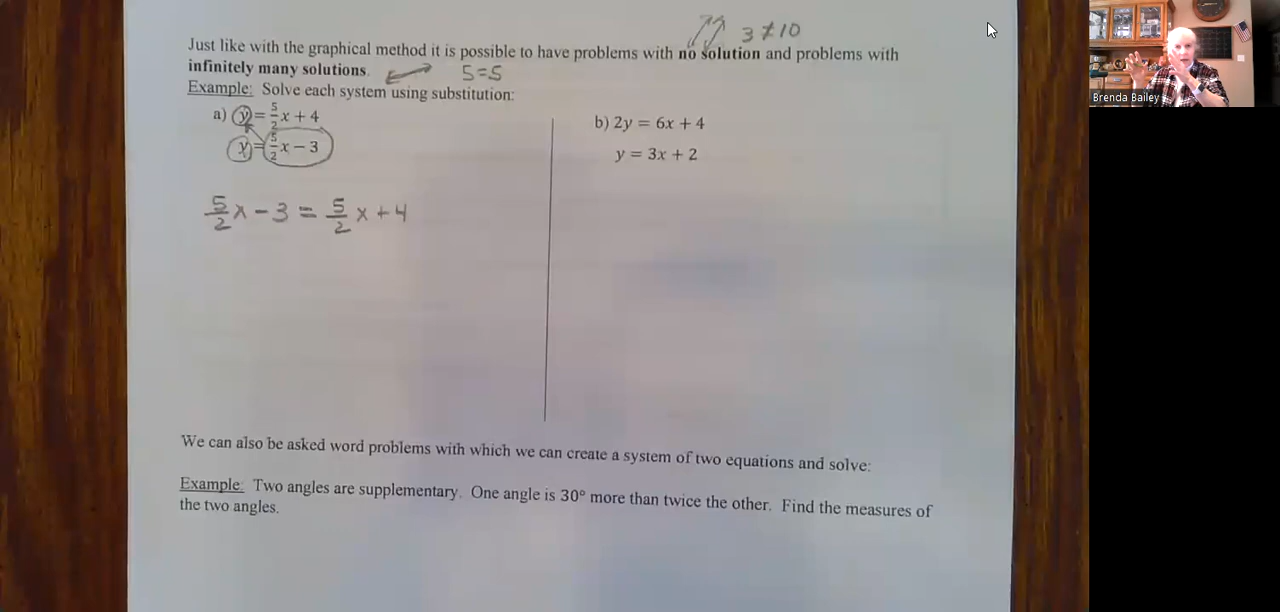 3 ≠ 10
Just like with the graphical method it is possible to have problems with no solution and problems with
infinitely many solutions. 5=5
Example: Solve each system using substitution:
a) y = 5/2 x + 4
y = 5/2 x − 3
b) 2y = 6x + 4
y = 3x + 2
5/2 x − 3 = 5/2 x + 4
We can also be asked word problems with which we can create a system of two equations and solve:
Example: Two angles are supplementary. One angle is 30° more than twice the other. Find the measures of
the two angles.
Brenda Bailey